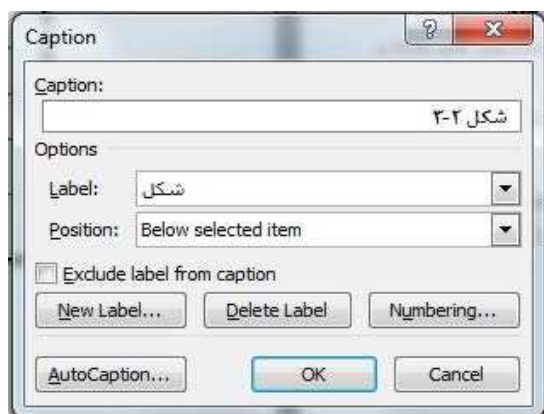 Caption
Caption:
شکل ۲-۳
Options
Label: شکل
Position: Below selected item
Exclude label from caption
New Label... Delete Label Numbering...
AutoCaption... OK Cancel